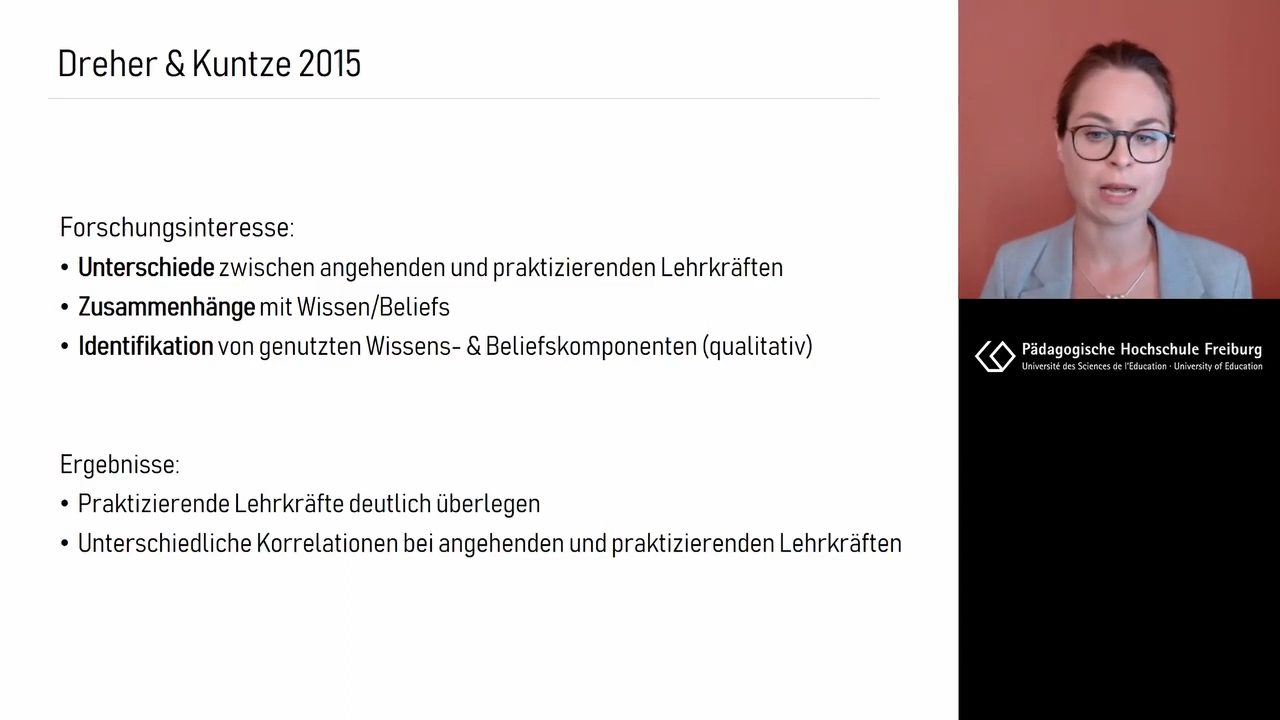 Dreher & Kuntze 2015
Forschungsinteresse:
• Unterschiede zwischen angehenden und praktizierenden Lehrkräften
• Zusammenhänge mit Wissen/Beliefs
• Identifikation von genutzten Wissens- & Beliefskomponenten (qualitativ)
Ergebnisse:
• Praktizierende Lehrkräfte deutlich überlegen
• Unterschiedliche Korrelationen bei angehenden und praktizierenden Lehrkräften
Pädagogische Hochschule Freiburg
Université des Sciences de l'Education · University of Education